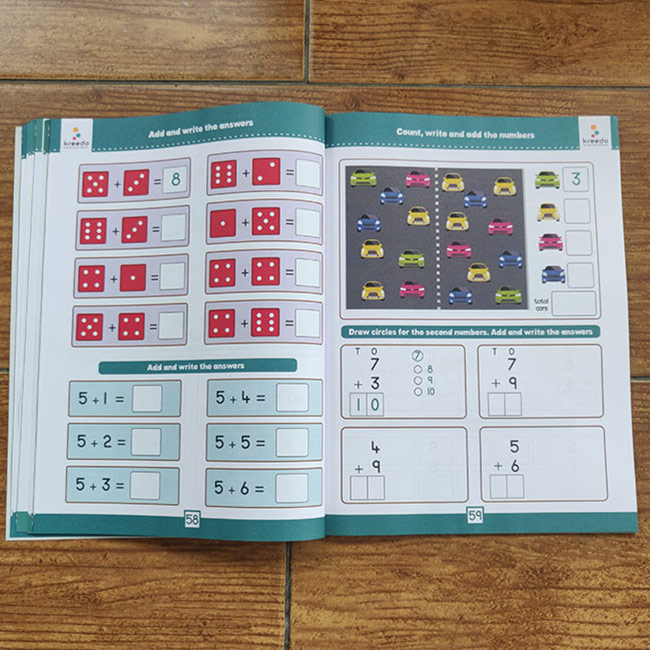 kreedo
Add and write the answers
+ = 8
+ =
+ =
+ =
+ =
+ =
+ =
+ =
Add and write the answers
5 + 1 =
5 + 4 =
5 + 2 =
5 + 5 =
5 + 3 =
5 + 6 =
58
Count, write and add the numbers
kreedo
3
total
cars
Draw circles for the second numbers. Add and write the answers
T O
7
+ 3
1 0
7
8
9
10
T O
7
+ 9
4
+ 9
5
+ 6
59